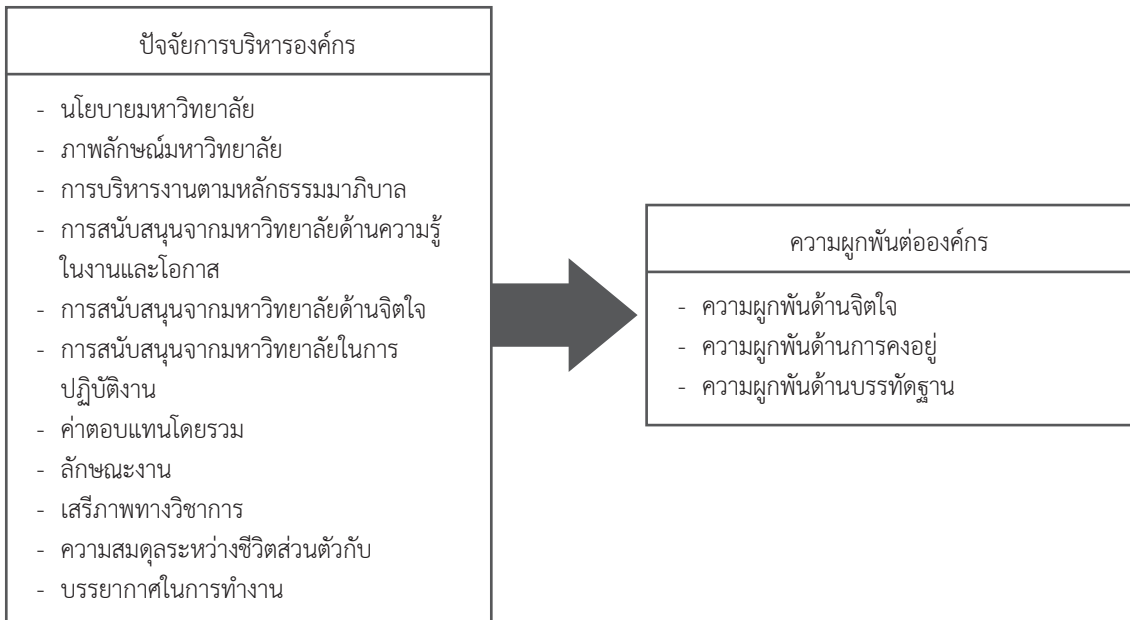 ปัจจัยการบริหารองค์กร
- นโยบายมหาวิทยาลัย
- ภาพลักษณ์มหาวิทยาลัย
- การบริหารงานตามหลักธรรมมาภิบาล
- การสนับสนุนจากมหาวิทยาลัยด้านความรู้
ในงานและโอกาส
- การสนับสนุนจากมหาวิทยาลัยด้านจิตใจ
- การสนับสนุนจากมหาวิทยาลัยในการ
ปฏิบัติงาน
- ค่าตอบแทนโดยรวม
- ลักษณะงาน
- เสรีภาพทางวิชาการ
- ความสมดุลระหว่างชีวิตส่วนตัวกับ
- บรรยากาศในการทำงาน
ความผูกพันต่อองค์กร
- ความผูกพันด้านจิตใจ
- ความผูกพันด้านการคงอยู่
- ความผูกพันด้านบรรทัดฐาน